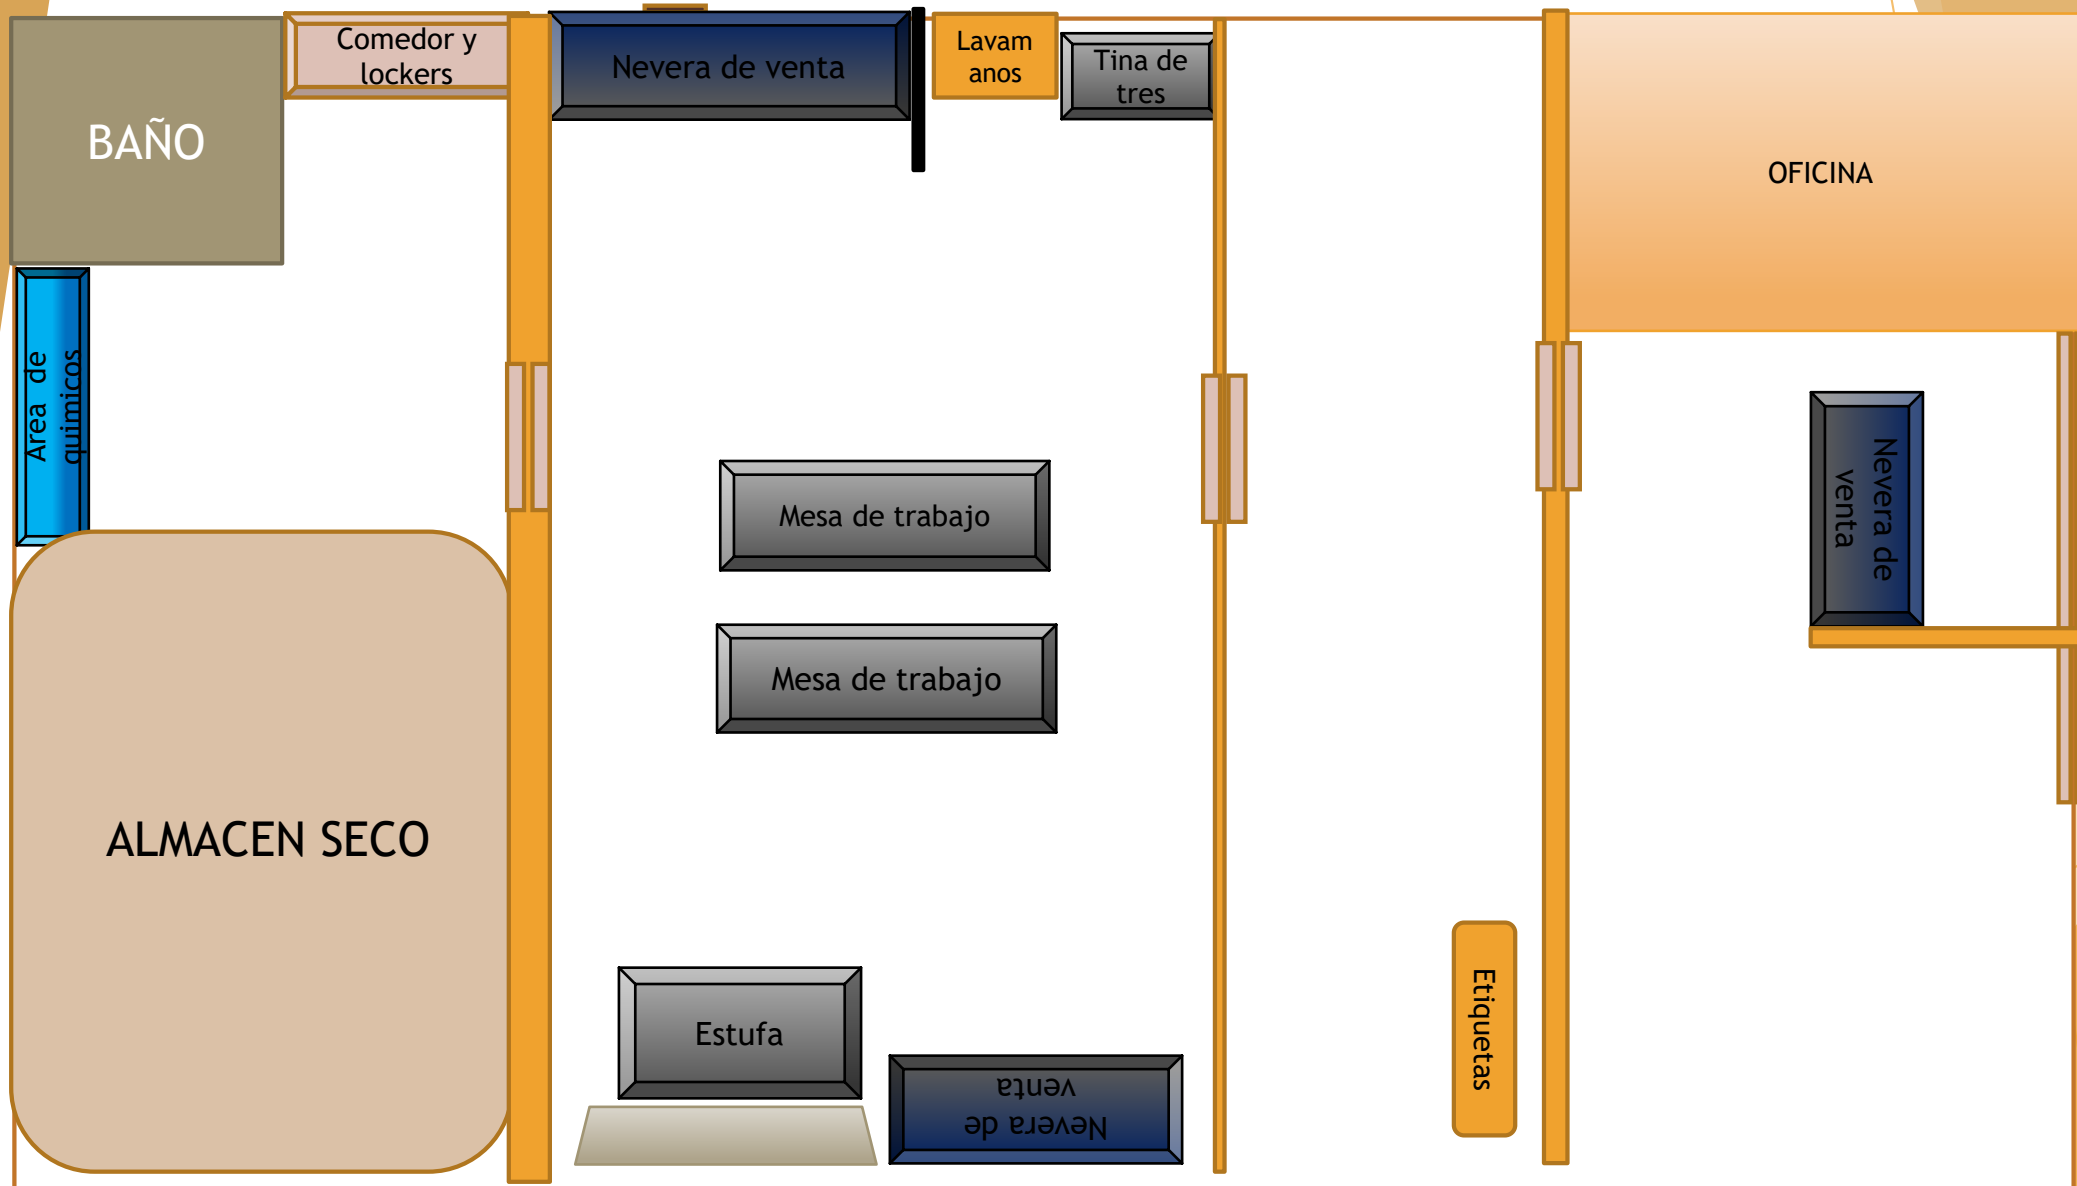 Comedor y
lockers
Nevera de venta
Lavam
anos
Tina de
tres
BAÑO
OFICINA
Area de
quimicos
Nevera de
venta
Mesa de trabajo
Mesa de trabajo
ALMACEN SECO
Estufa
Nevera de
venta
Etiquetas